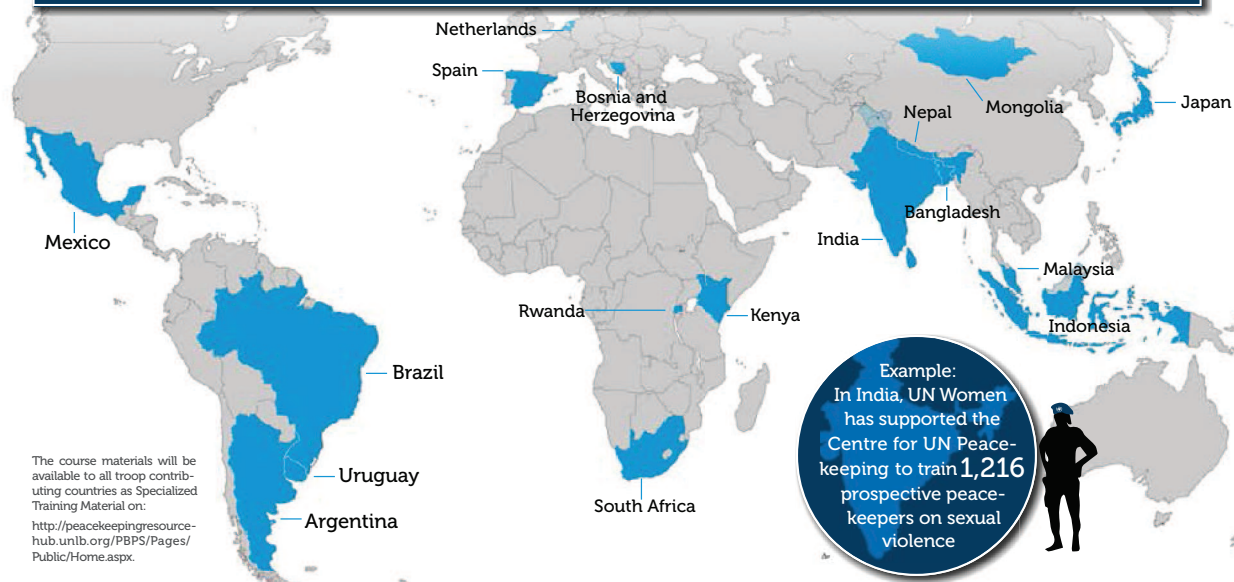 Netherlands
Spain
Bosnia and
Herzegovina
Mongolia
Japan
Nepal
Bangladesh
India
Mexico
Malaysia
Indonesia
Rwanda
Kenya
Brazil
Uruguay
Argentina
South Africa
Example:
In India, UN Women
has supported the
Centre for UN Peace-
keeping to train 1,216
prospective peace-
keepers on sexual
violence
The course materials will be
available to all troop contrib-
uting countries as Specialized
Training Material on:
http://peacekeepingresource-
hub.unlb.org/PBPS/Pages/
Public/Home.aspx.